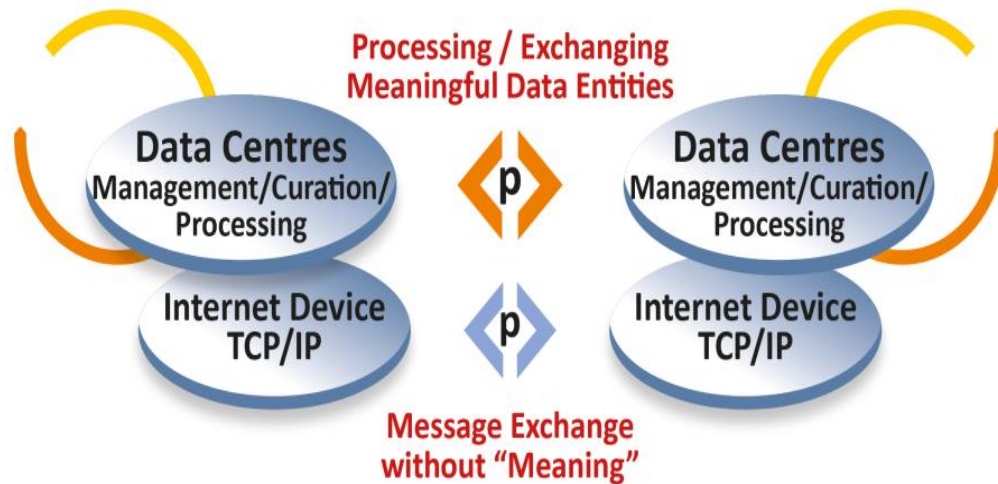 Processing / Exchanging
Meaningful Data Entities
Data Centres
Management/Curation/
Processing
p
Data Centres
Management/Curation/
Processing
Internet Device
TCP/IP
p
Internet Device
TCP/IP
Message Exchange
without “Meaning”